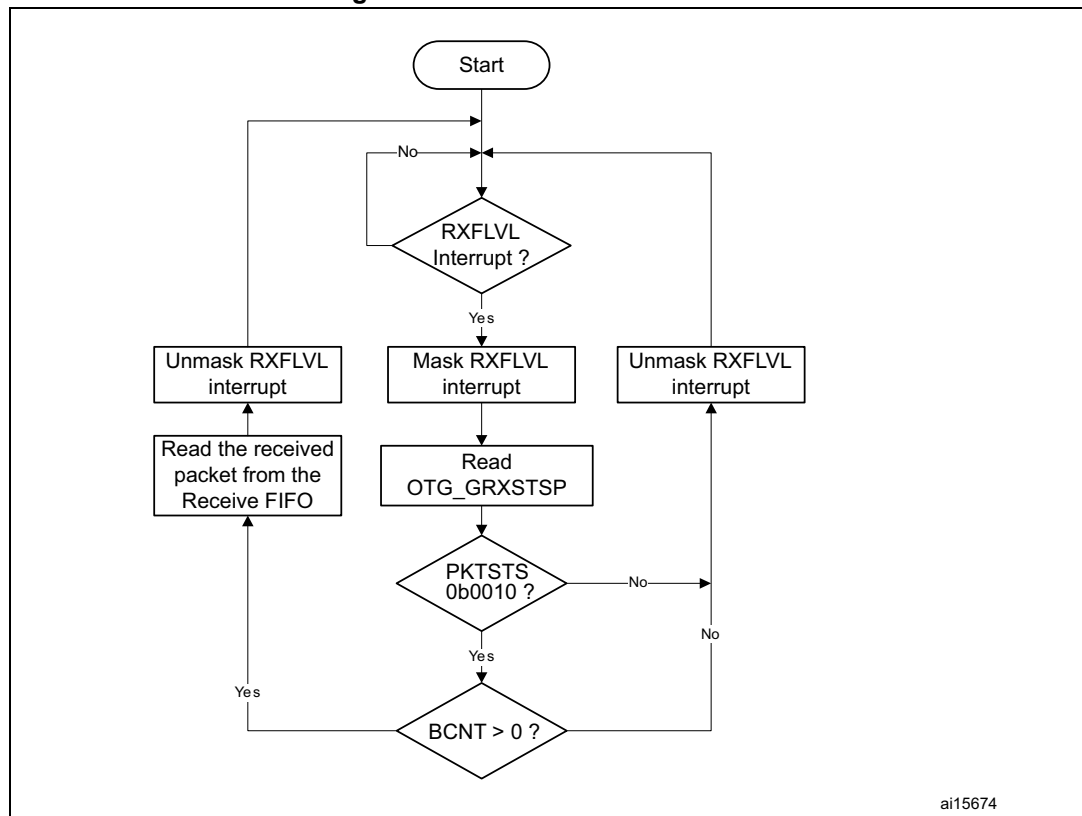 Start
No
RXFLVL
Interrupt ?
Yes
Unmask RXFLVL
interrupt
Mask RXFLVL
interrupt
Unmask RXFLVL
interrupt
Read the received
packet from the
Receive FIFO
Read
OTG_GRXSTSP
PKTSTS
0b0010 ?
No
No
Yes
Yes
BCNT > 0 ?
ai15674